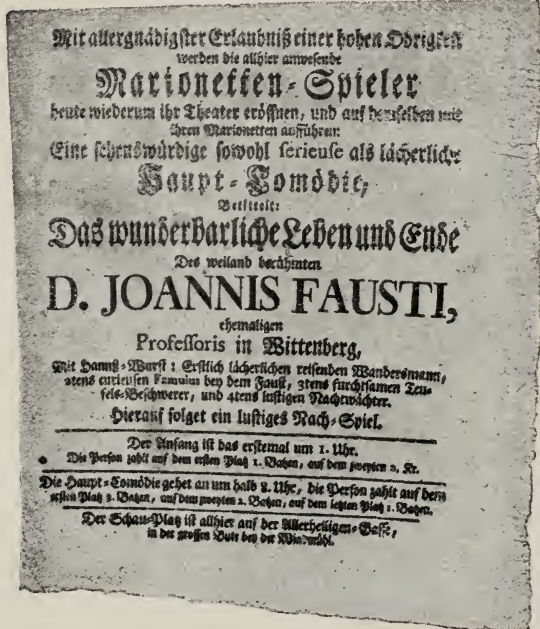 Mit allergnädigster Erlaubniß einer hohen Obrigkeit
werden die allhier anwesende
Marionetten-Spieler
heute wiederum ihr Theater eröffnen, und auf demselben mit
ihren Marionetten aufführen:
Eine sehenswürdige sowohl serieuse als lächerliche
Haupt-Comödie,
Betitelt:
Das wunderbarliche Leben und Ende
Des weiland berühmten
D. JOANNIS FAUSTI,
ehemaligen
Professoris in Wittenberg,
Mit Hannß-Wurst: Erstlich lächerlichen reisenden Wandersmann,
2tens curieusen Famulus bey dem Faust, 3tens furchtsamen Teu-
fels-Beschwerer, und 4tens lustigen Nachtwächter.
Hierauf folget ein lustiges Nach-Spiel.
Der Anfang ist das erstemal um 1. Uhr.
Die Person zahlt auf dem ersten Platz 1. Batzen, auf dem zweyten 2. Kr.
Die Haupt-Comödie gehet an um halb 8. Uhr, die Person zahlt auf dem
ersten Platz 3. Batzen, auf dem zweyten 2. Batzen, auf dem letzten Platz 1. Batzen.
Der Schau-Platz ist allhier auf der Allerheiligen-Gasse,
in der grossen Butt bey der Windmühl.